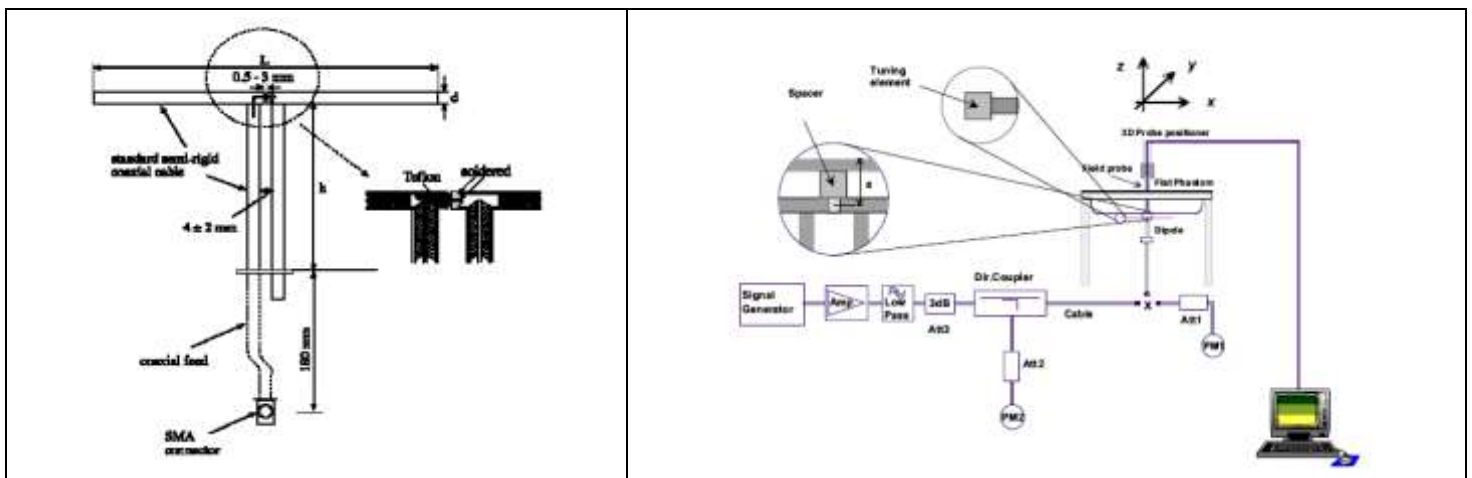 L
0.5 - 3 mm
d
standard semi-rigid
coaxial cable
h
Teflon
soldered
4 ± 2 mm
coaxial feed
180 mm
SMA
connector
Tuning
element
Spacer
z
y
x
3D Probe positioner
Field probe
Flat Phantom
Dipole
Signal
Generator
Amp
Low
Pass
3dB
Att3
Dir.Coupler
Cable
x
Att1
PM1
Att2
PM2